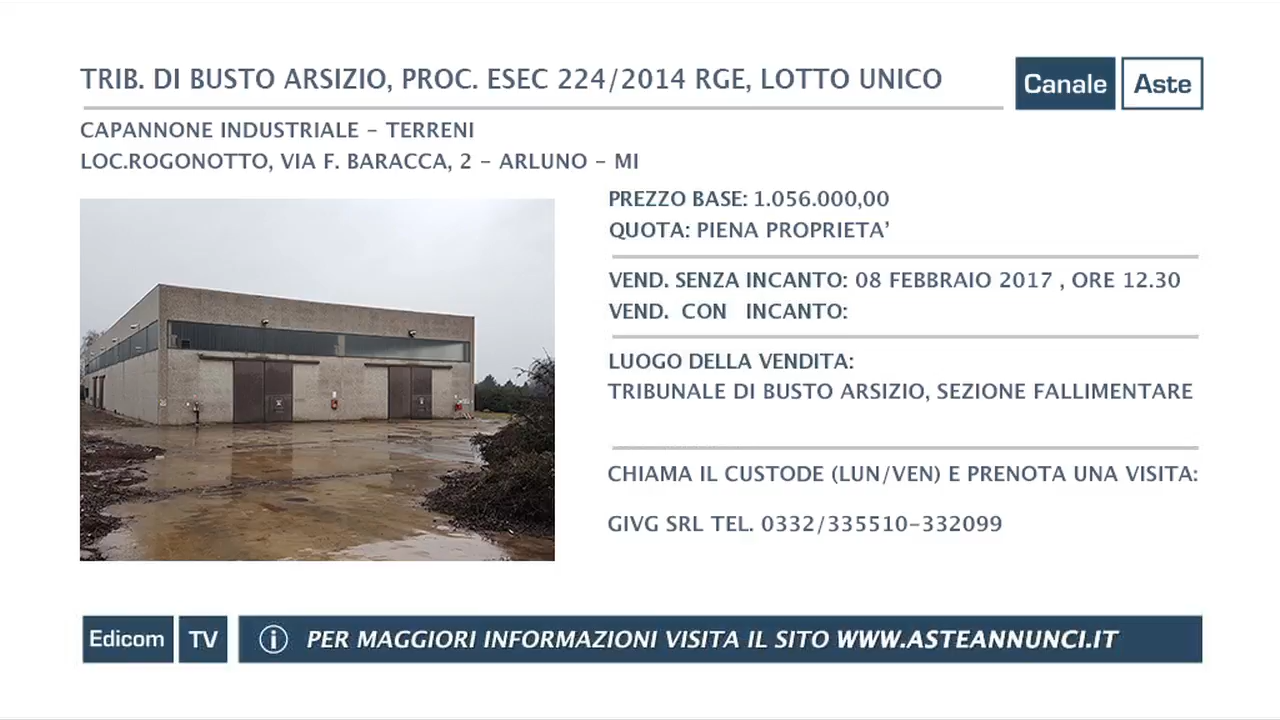 TRIB. DI BUSTO ARSIZIO, PROC. ESEC 224/2014 RGE, LOTTO UNICO
Canale Aste
CAPANNONE INDUSTRIALE – TERRENI
LOC.ROGONOTTO, VIA F. BARACCA, 2 – ARLUNO – MI
PREZZO BASE: 1.056.000,00
QUOTA: PIENA PROPRIETA’
VEND. SENZA INCANTO: 08 FEBBRAIO 2017 , ORE 12.30
VEND. CON INCANTO:
LUOGO DELLA VENDITA:
TRIBUNALE DI BUSTO ARSIZIO, SEZIONE FALLIMENTARE
CHIAMA IL CUSTODE (LUN/VEN) E PRENOTA UNA VISITA:
GIVG SRL TEL. 0332/335510–332099
Edicom TV
PER MAGGIORI INFORMAZIONI VISITA IL SITO WWW.ASTEANNUNCI.IT